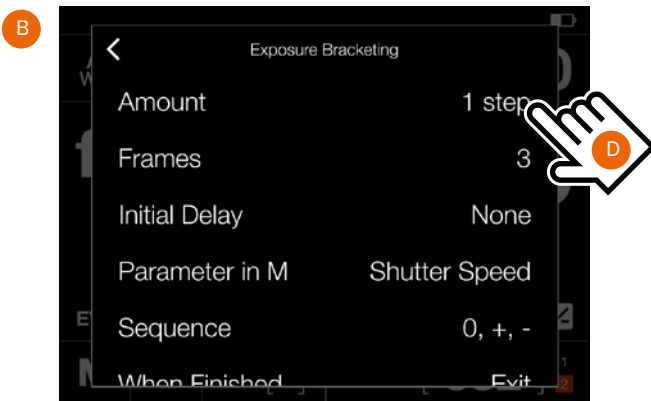 B
Exposure Bracketing
Amount 1 step
D
Frames 3
Initial Delay None
Parameter in M Shutter Speed
Sequence 0, +, -
When Finished Exit